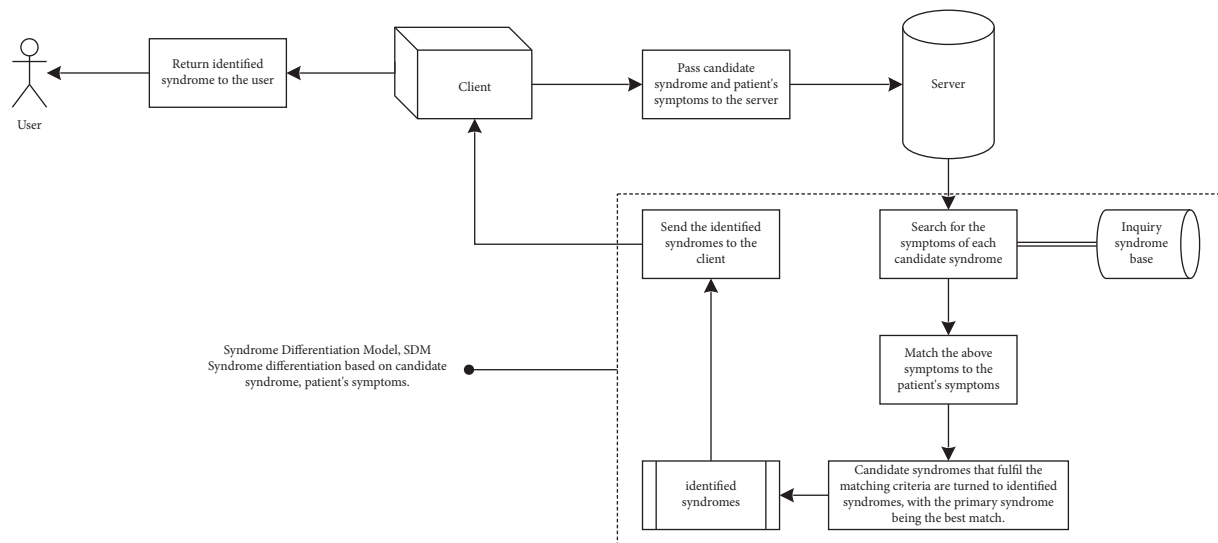 User
Return identified
syndrome to the user
Client
Pass candidate
syndrome and patient's
symptoms to the server
Server
Send the identified
syndromes to the
client
Search for the
symptoms of each
candidate syndrome
Inquiry
syndrome
base
Syndrome Differentiation Model, SDM
Syndrome differentiation based on candidate
syndrome, patient's symptoms.
Match the above
symptoms to the
patient's symptoms
identified
syndromes
Candidate syndromes that fulfil the
matching criteria are turned to identified
syndromes, with the primary syndrome
being the best match.